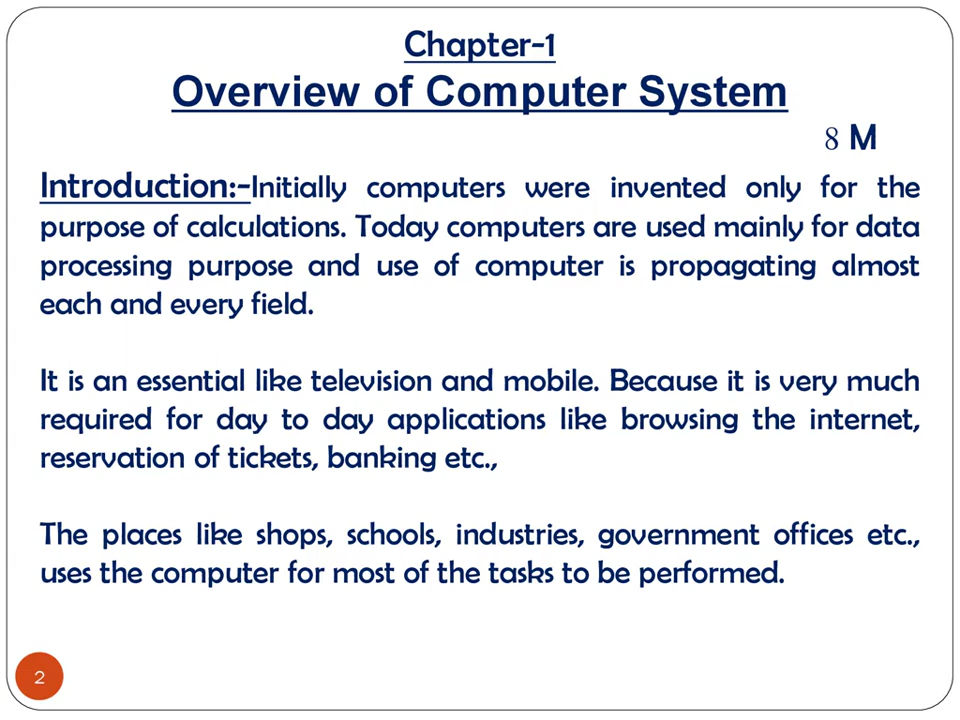 Chapter-1
Overview of Computer System
8 M
Introduction:-Initially computers were invented only for the
purpose of calculations. Today computers are used mainly for data
processing purpose and use of computer is propagating almost
each and every field.
It is an essential like television and mobile. Because it is very much
required for day to day applications like browsing the internet,
reservation of tickets, banking etc.,
The places like shops, schools, industries, government offices etc.,
uses the computer for most of the tasks to be performed.
2